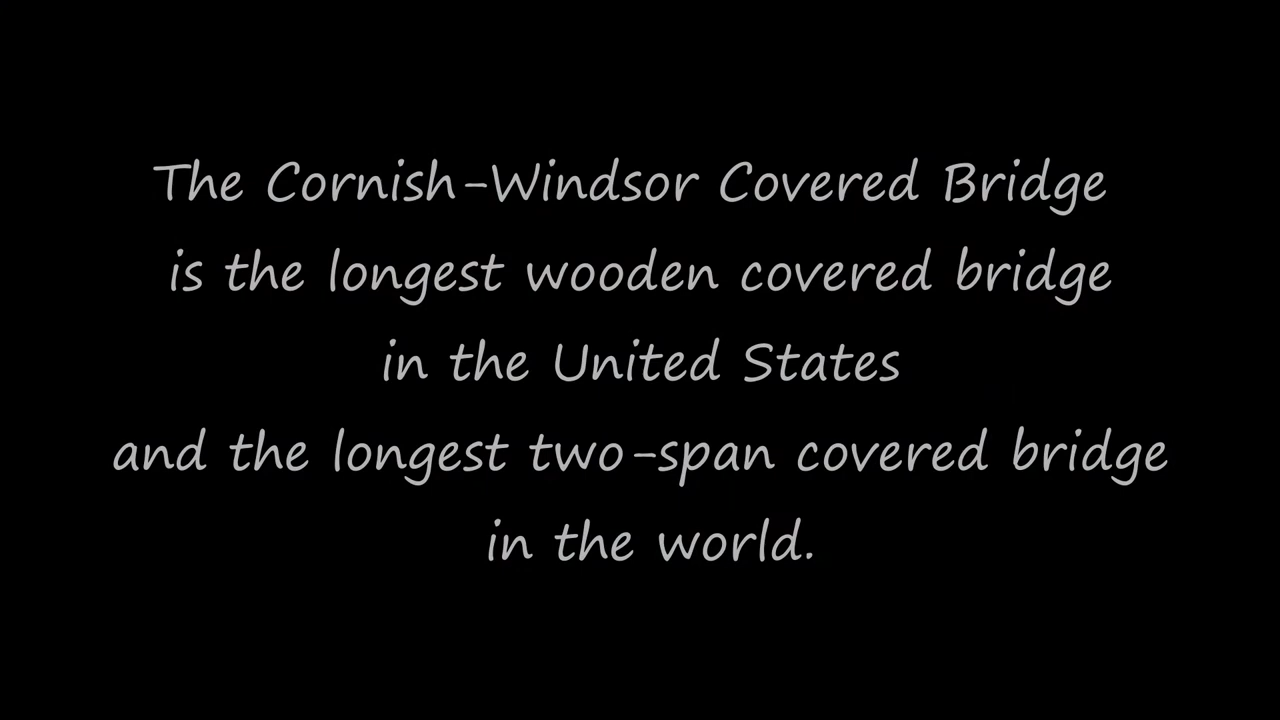 The Cornish-Windsor Covered Bridge
is the longest wooden covered bridge
in the United States
and the longest two-span covered bridge
in the world.